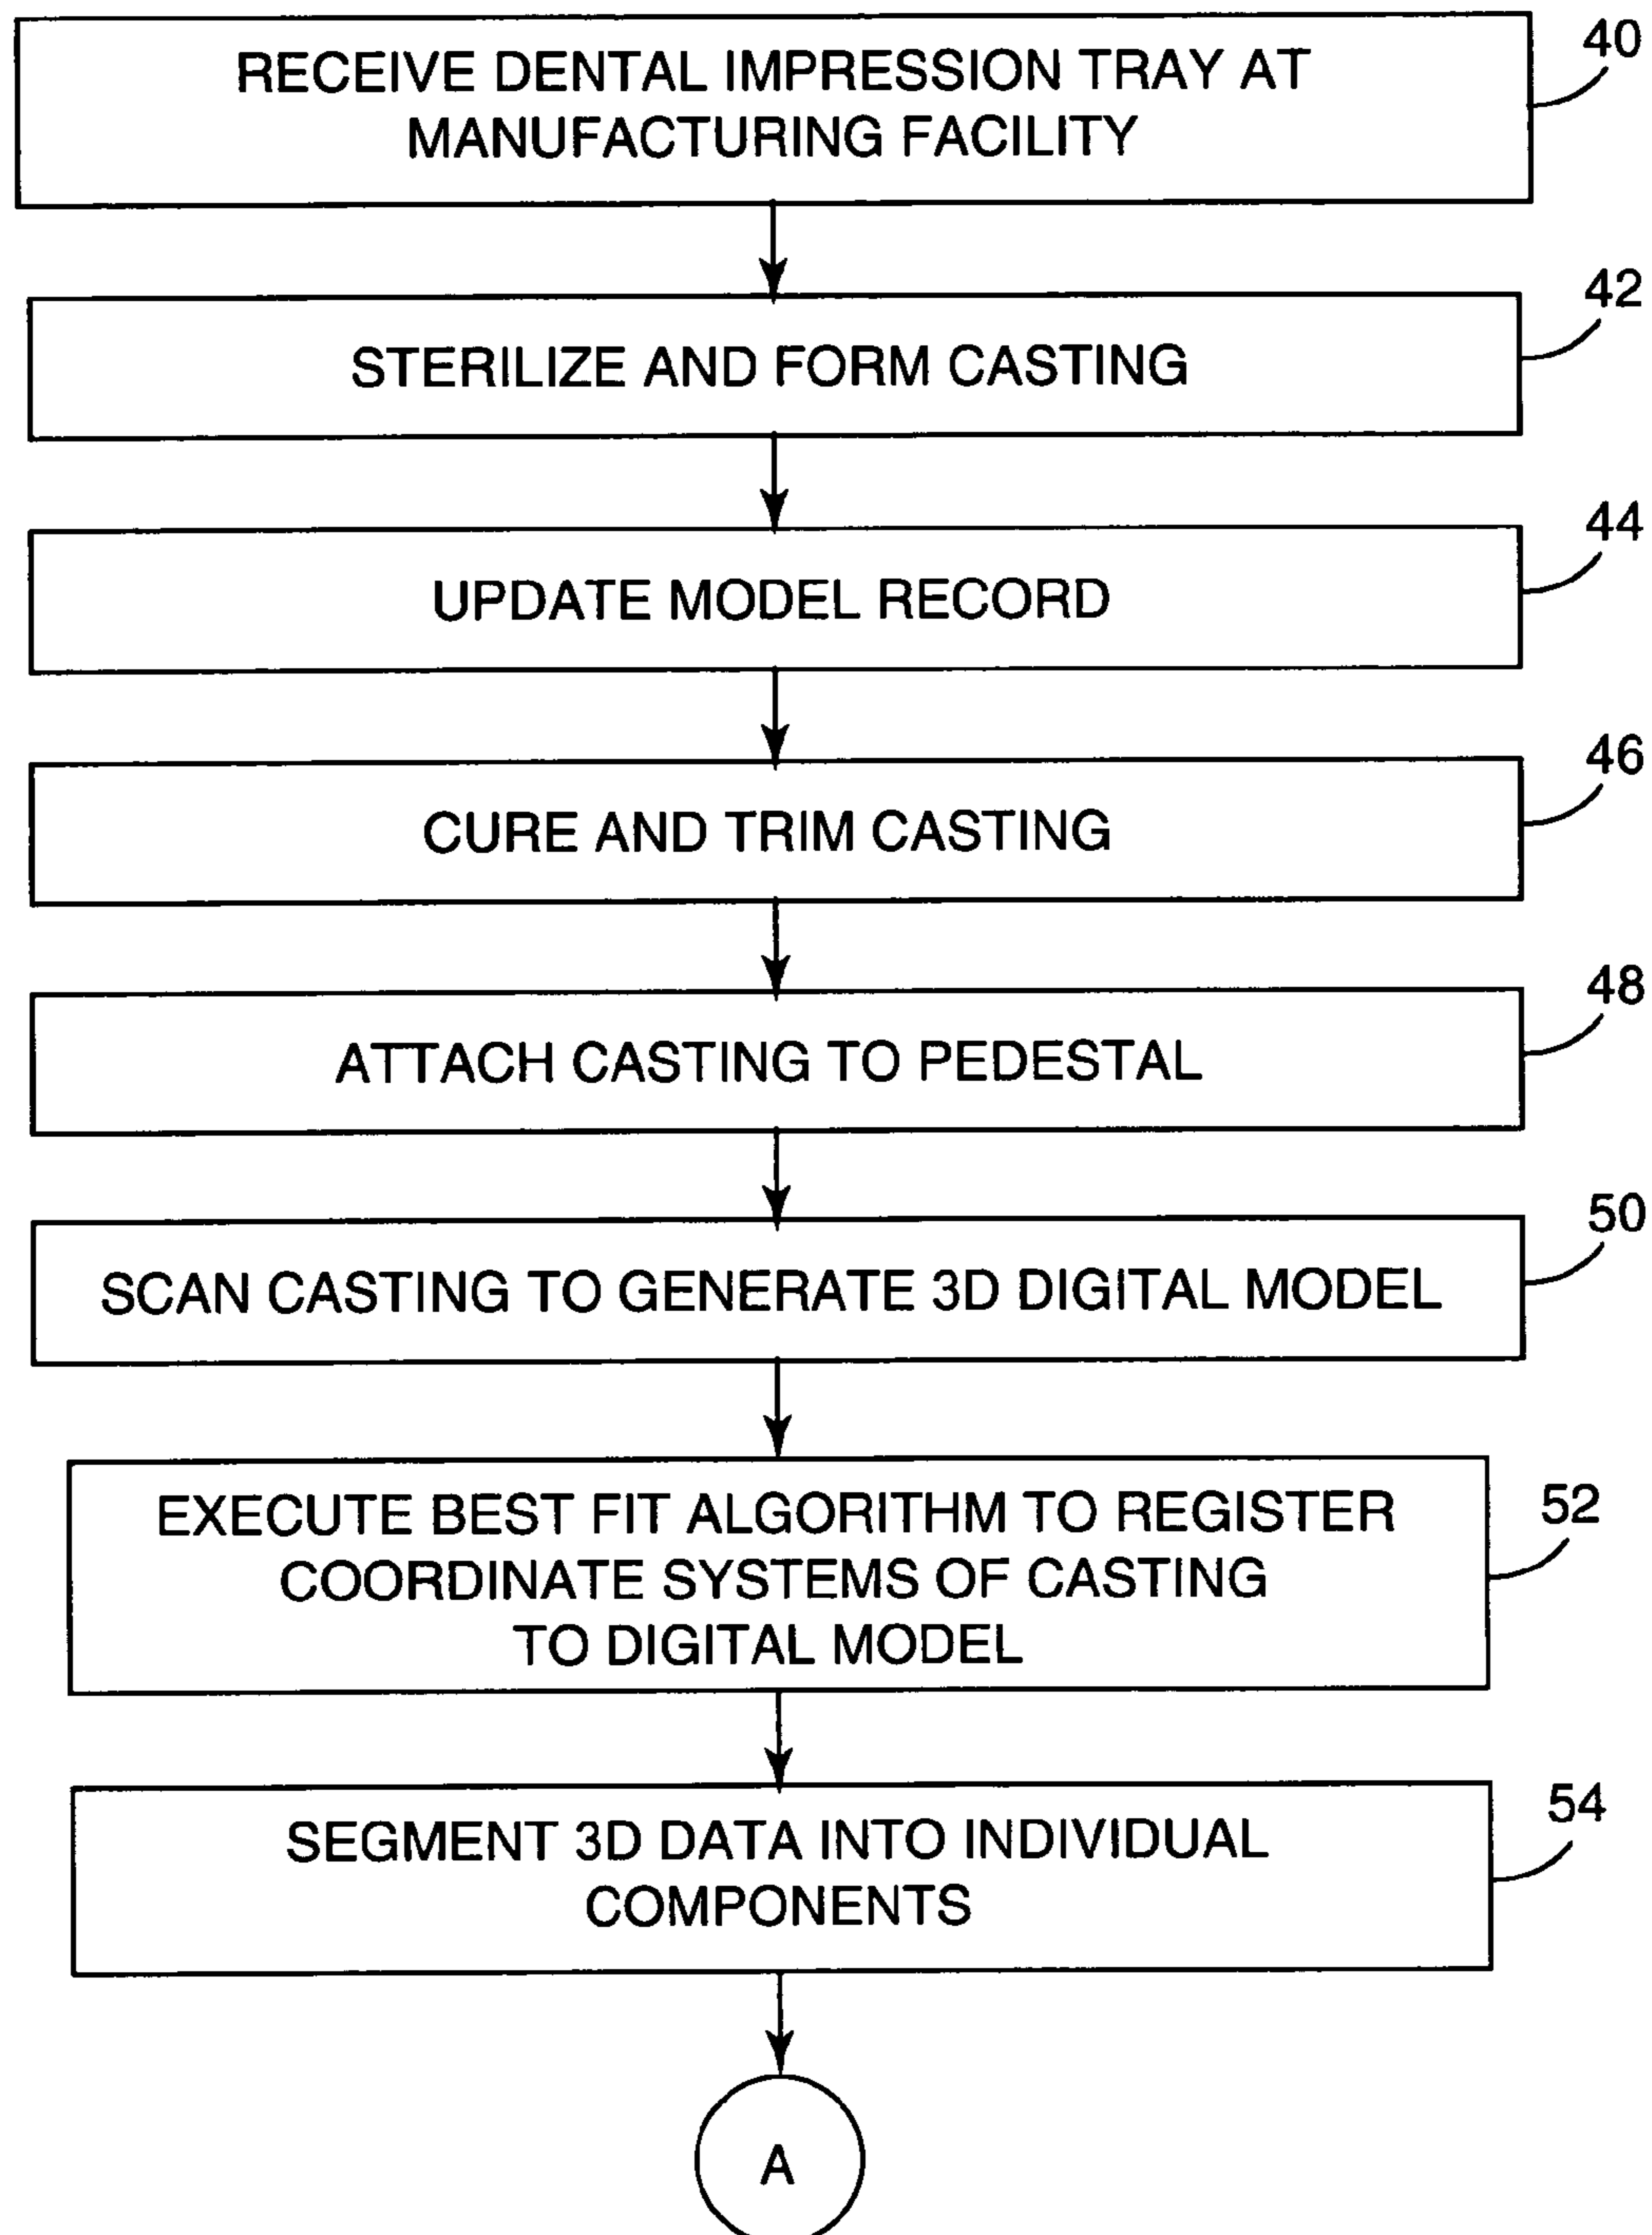 RECEIVE DENTAL IMPRESSION TRAY AT
MANUFACTURING FACILITY
40
STERILIZE AND FORM CASTING
42
UPDATE MODEL RECORD
44
CURE AND TRIM CASTING
46
ATTACH CASTING TO PEDESTAL
48
SCAN CASTING TO GENERATE 3D DIGITAL MODEL
50
EXECUTE BEST FIT ALGORITHM TO REGISTER
COORDINATE SYSTEMS OF CASTING
TO DIGITAL MODEL
52
SEGMENT 3D DATA INTO INDIVIDUAL
COMPONENTS
54
A